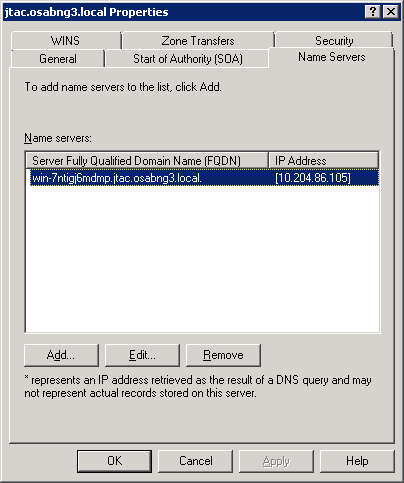 jtac.osabng3.local Properties
WINS Zone Transfers Security
General Start of Authority (SOA) Name Servers
To add name servers to the list, click Add.
Name servers:
Server Fully Qualified Domain Name (FQDN) IP Address
win-7ntigj6mdmp.jtac.osabng3.local. [10.204.86.105]
Add... Edit... Remove
* represents an IP address retrieved as the result of a DNS query and may
not represent actual records stored on this server.
OK Cancel Apply Help